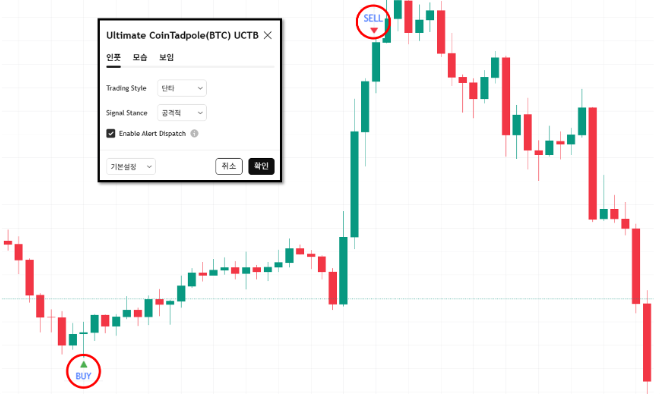 SELL
Ultimate CoinTadpole(BTC) UCTB
인풋 모습 보임
Trading Style 단타
Signal Stance 공격적
Enable Alert Dispatch
기본설정 취소 확인
BUY